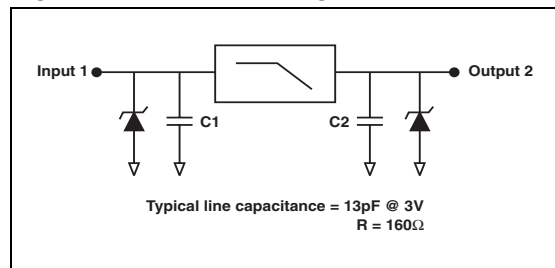 Input 1
Output 2
C1
C2
Typical line capacitance = 13pF @ 3V
R = 160Ω